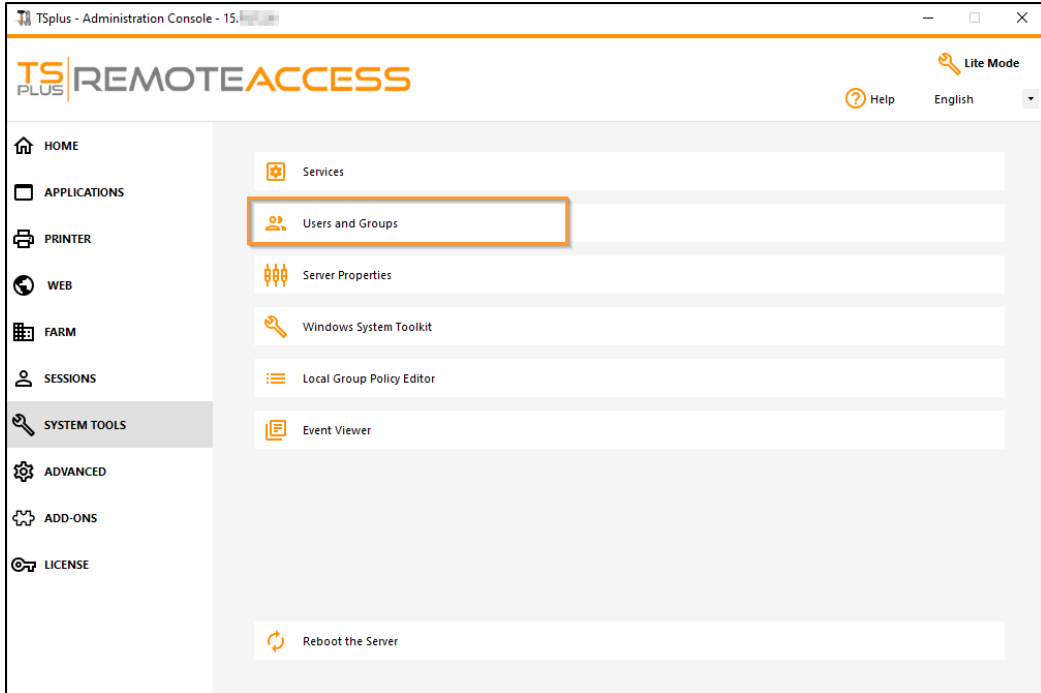 TSplus - Administration Console - 15.
TS PLUS REMOTEACCESS
Lite Mode
Help
English
HOME
APPLICATIONS
PRINTER
WEB
FARM
SESSIONS
SYSTEM TOOLS
ADVANCED
ADD-ONS
LICENSE
Services
Users and Groups
Server Properties
Windows System Toolkit
Local Group Policy Editor
Event Viewer
Reboot the Server